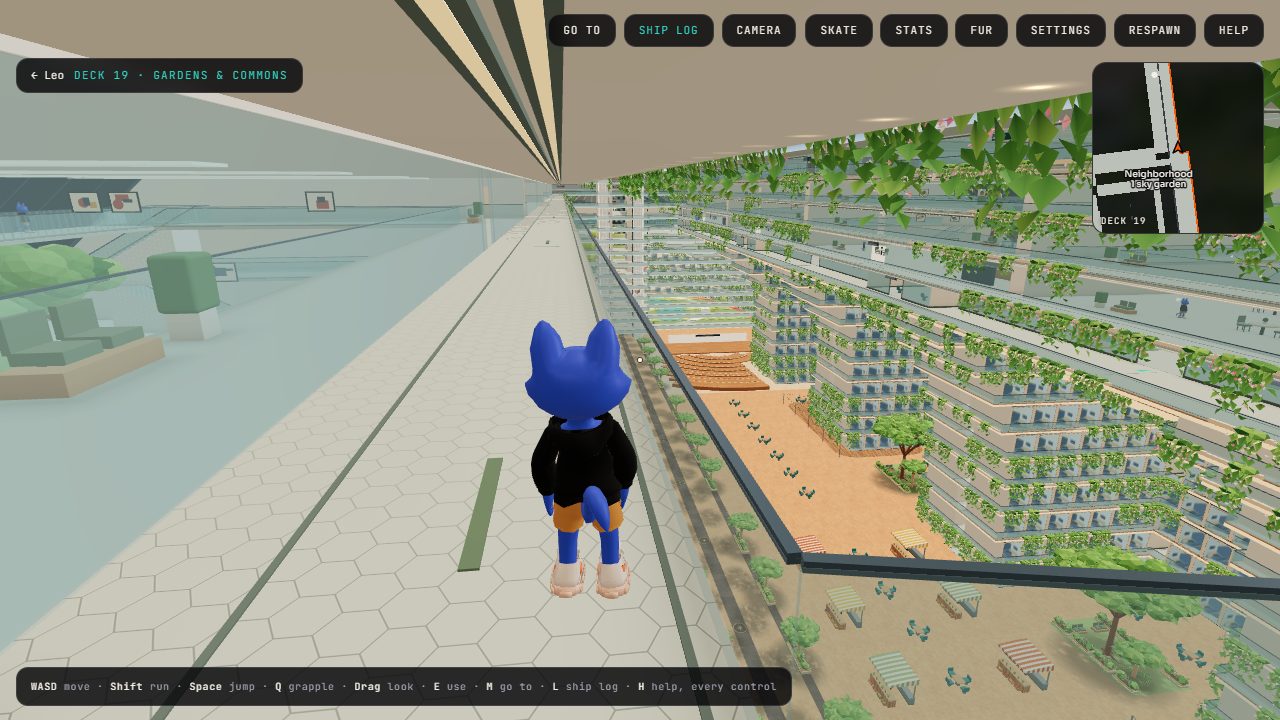 GO TO
SHIP LOG
CAMERA
SKATE
STATS
FUR
SETTINGS
RESPAWN
HELP
← Leo DECK 19 · GARDENS & COMMONS
Neighborhood
1 sky garden
DECK 19
WASD move · Shift run · Space jump · Q grapple · Drag look · E use · M go to · L ship log · H help, every control